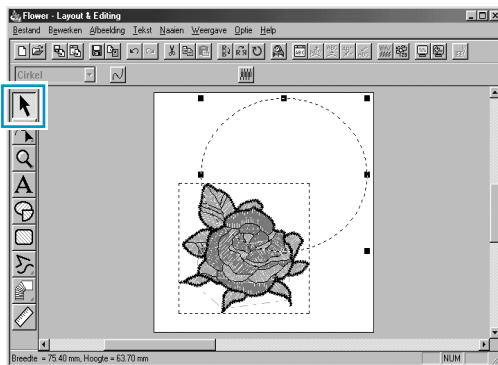 Flower - Layout & Editing
Bestand Bewerken Afbeelding Tekst Naaien Weergave Optie Help
Cirkel
A
Breedte = 75.40 mm, Hoogte = 63.70 mm NUM